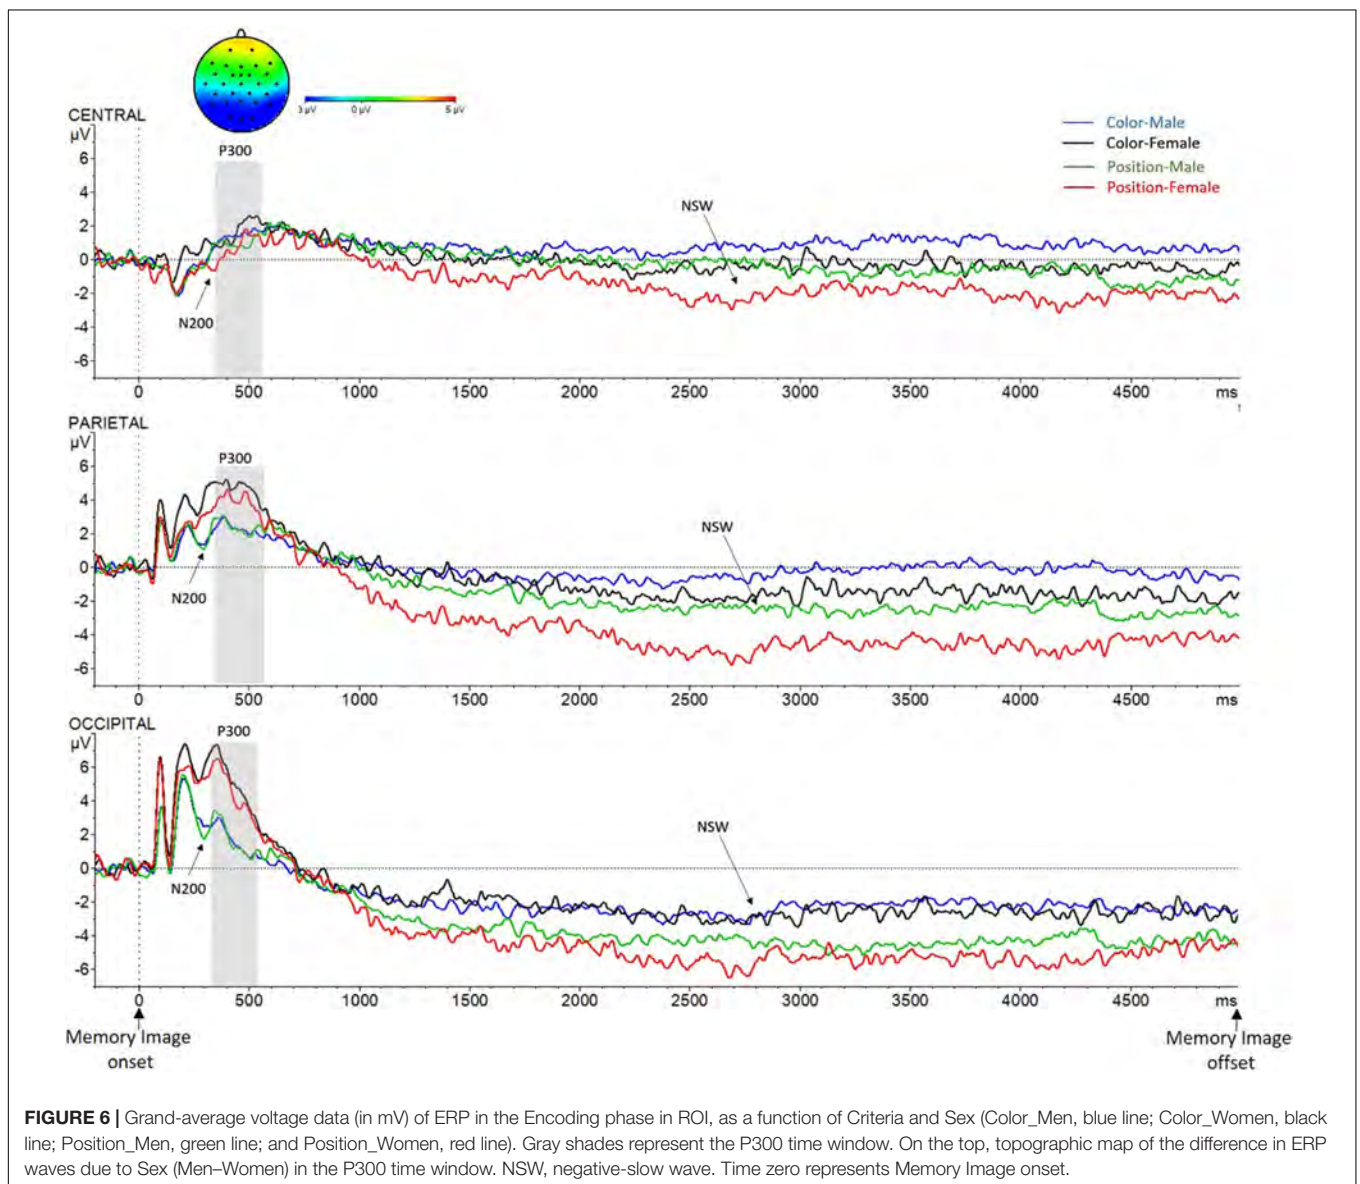 3 µV 0 µV 5 µV
CENTRAL
µV
P300
Color-Male
Color-Female
Position-Male
Position-Female
6
4
2
0
-2
-4
-6
NSW
N200
0 500 1000 1500 2000 2500 3000 3500 4000 4500 ms
PARIETAL
µV
P300
6
4
2
0
-2
-4
-6
NSW
N200
0 500 1000 1500 2000 2500 3000 3500 4000 4500 ms
OCCIPITAL
µV
P300
6
4
2
0
-2
-4
-6
NSW
N200
0 500 1000 1500 2000 2500 3000 3500 4000 4500 ms
Memory Image
onset
Memory Image
offset
FIGURE 6 | Grand-average voltage data (in mV) of ERP in the Encoding phase in ROI, as a function of Criteria and Sex (Color_Men, blue line; Color_Women, black
line; Position_Men, green line; and Position_Women, red line). Gray shades represent the P300 time window. On the top, topographic map of the difference in ERP
waves due to Sex (Men–Women) in the P300 time window. NSW, negative-slow wave. Time zero represents Memory Image onset.